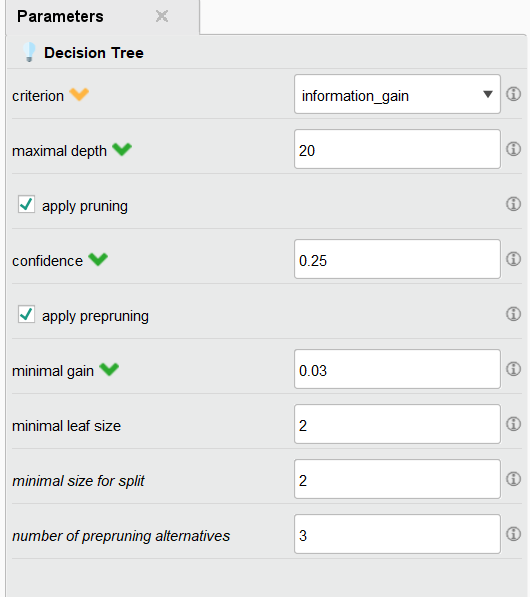 Parameters
Decision Tree
criterion information_gain
maximal depth 20
apply pruning
confidence 0.25
apply prepruning
minimal gain 0.03
minimal leaf size 2
minimal size for split 2
number of prepruning alternatives 3